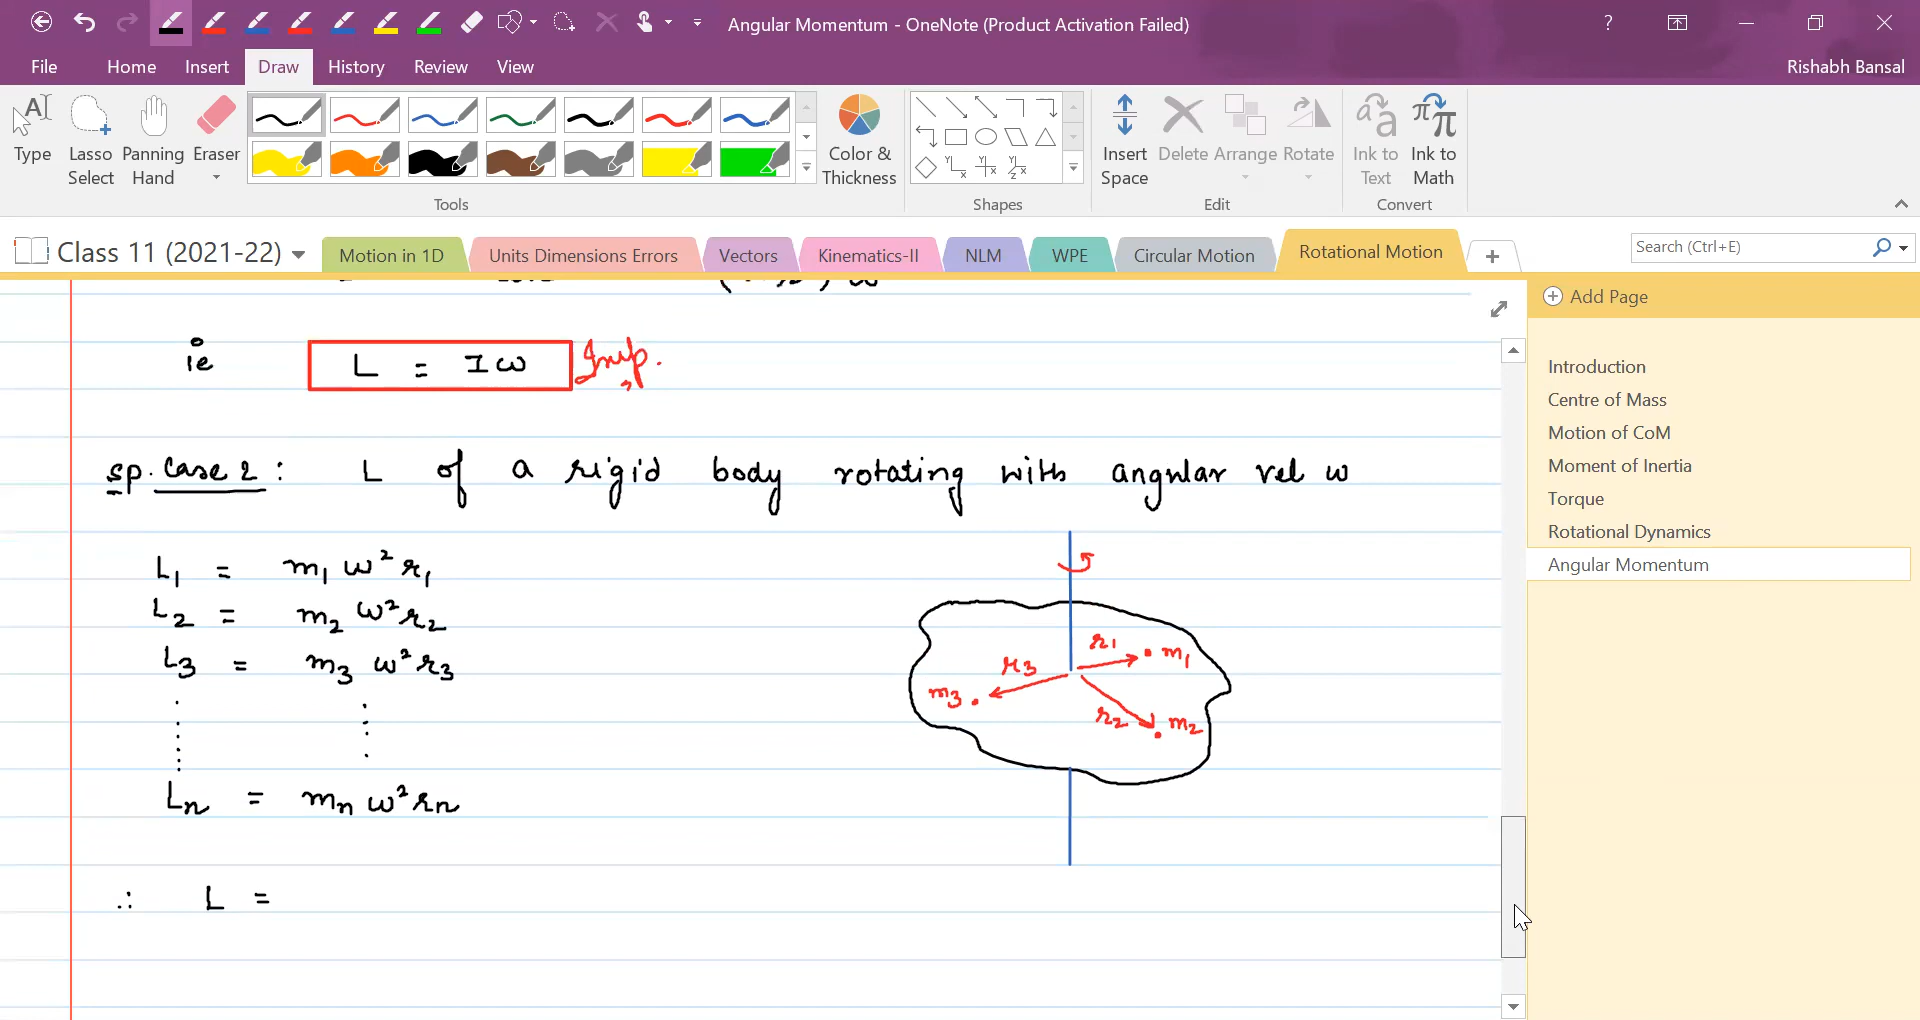 Angular Momentum - OneNote (Product Activation Failed)
?
File Home Insert Draw History Review View
Rishabh Bansal
Type
Lasso Select
Panning Hand
Eraser
Tools
Color & Thickness
Shapes
Insert Space
Delete
Arrange
Rotate
Edit
Ink to Text
Ink to Math
Convert
Class 11 (2021-22)
Motion in 1D
Units Dimensions Errors
Vectors
Kinematics-II
NLM
WPE
Circular Motion
Rotational Motion
Search (Ctrl+E)
Add Page
Introduction
Centre of Mass
Motion of CoM
Moment of Inertia
Torque
Rotational Dynamics
Angular Momentum
ie L = Iω Imp.
sp. Case 2 : L of a rigid body rotating with angular vel ω
L₁ = m₁ ω² r₁
L₂ = m₂ ω² r₂
L₃ = m₃ ω² r₃
Lₙ = mₙ ω² rₙ
∴ L =
r₁ m₁
r₃
m₃
r₂ m₂